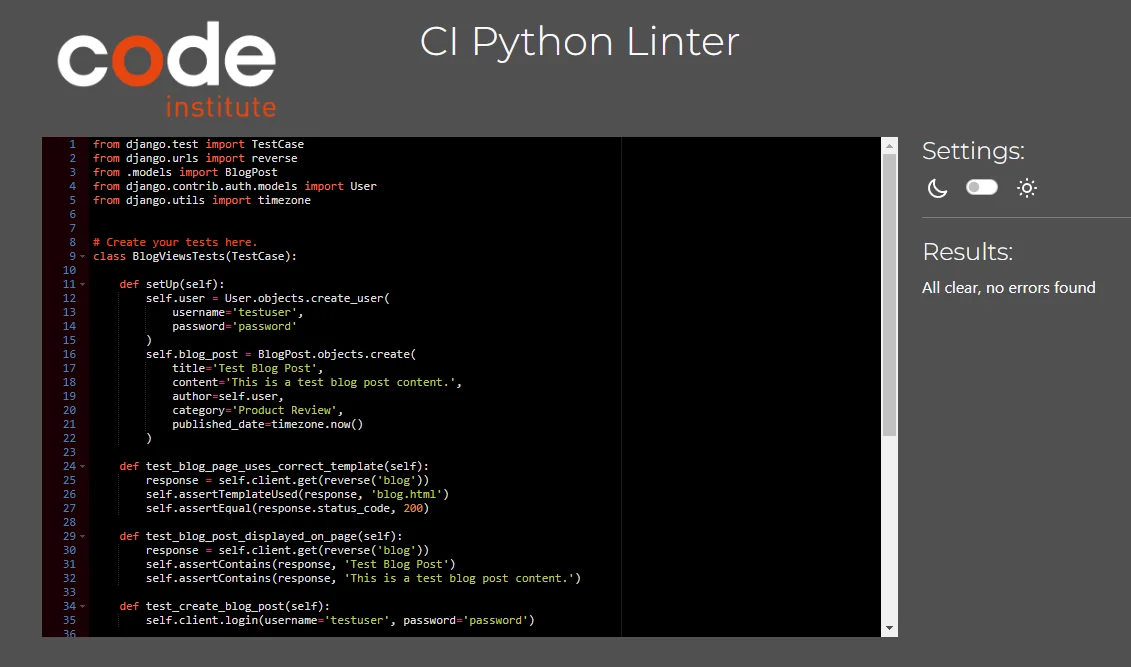 code
institute
CI Python Linter
1 from django.test import TestCase
2 from django.urls import reverse
3 from .models import BlogPost
4 from django.contrib.auth.models import User
5 from django.utils import timezone
6
7
8 # Create your tests here.
9 class BlogViewsTests(TestCase):
10
11     def setUp(self):
12         self.user = User.objects.create_user(
13             username='testuser',
14             password='password'
15         )
16         self.blog_post = BlogPost.objects.create(
17             title='Test Blog Post',
18             content='This is a test blog post content.',
19             author=self.user,
20             category='Product Review',
21             published_date=timezone.now()
22         )
23
24     def test_blog_page_uses_correct_template(self):
25         response = self.client.get(reverse('blog'))
26         self.assertTemplateUsed(response, 'blog.html')
27         self.assertEqual(response.status_code, 200)
28
29     def test_blog_post_displayed_on_page(self):
30         response = self.client.get(reverse('blog'))
31         self.assertContains(response, 'Test Blog Post')
32         self.assertContains(response, 'This is a test blog post content.')
33
34     def test_create_blog_post(self):
35         self.client.login(username='testuser', password='password')
36
Settings:
Results:
All clear, no errors found